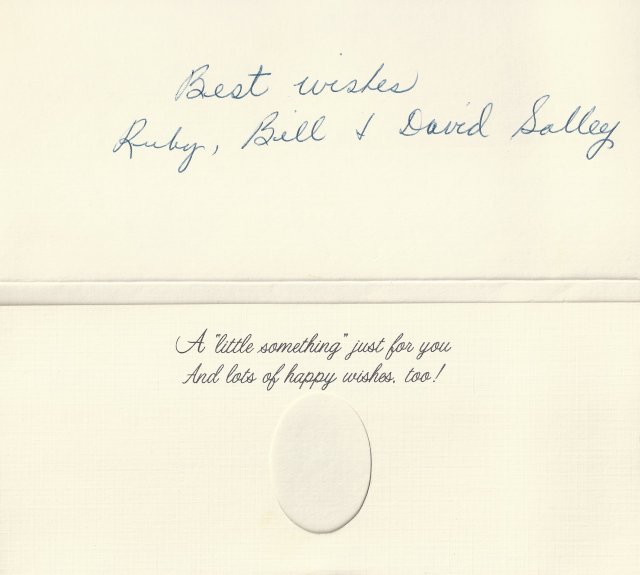 Best wishes
Ruby, Bill & David Salley
A "little something" just for you
And lots of happy wishes, too!